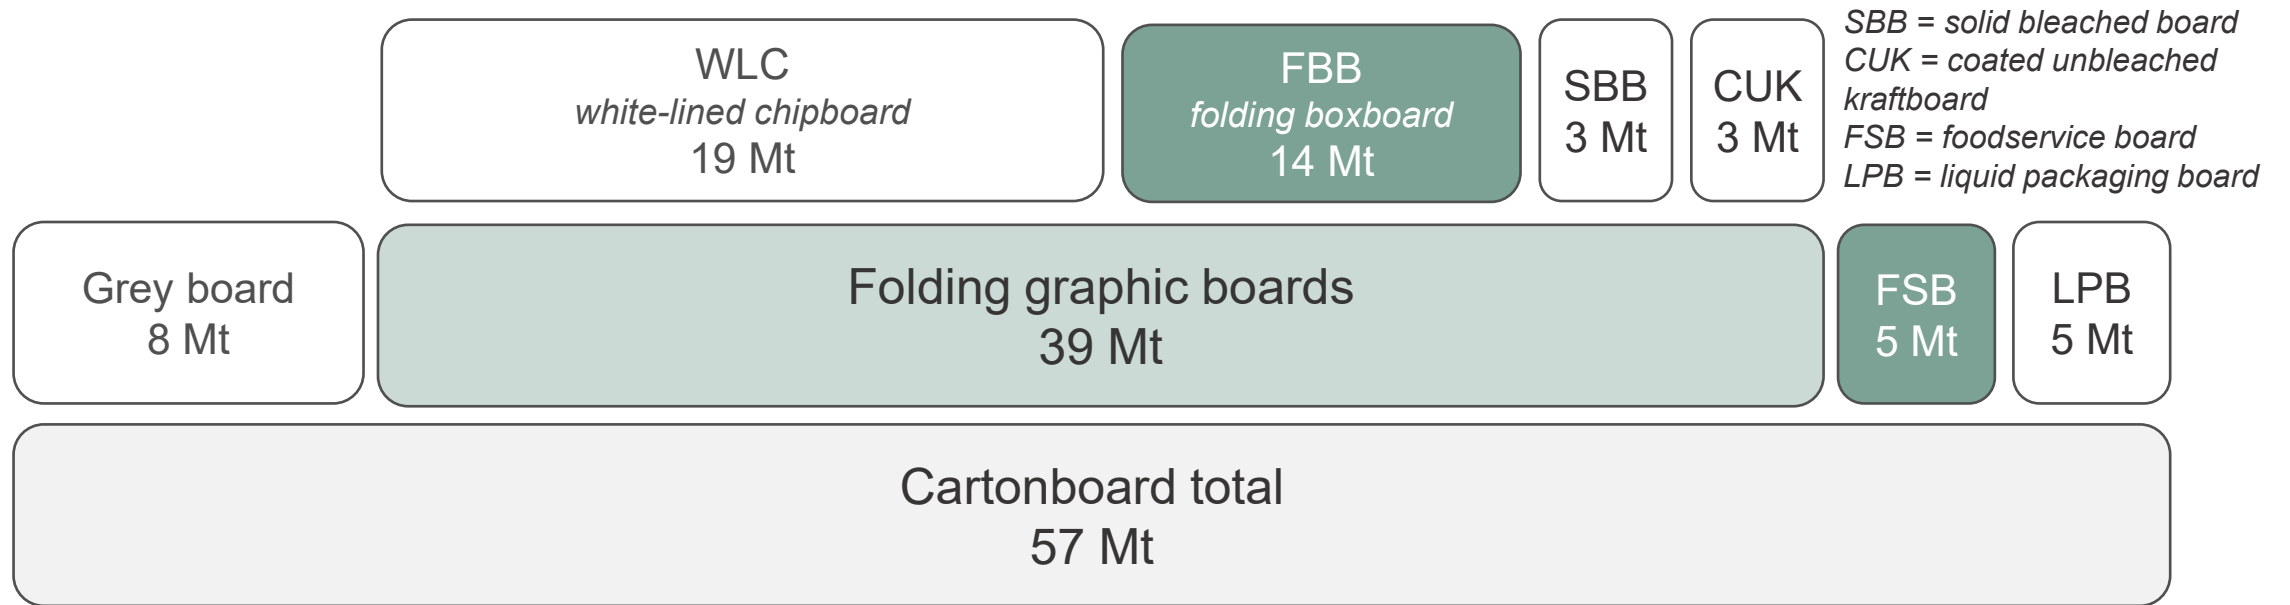 WLC
white-lined chipboard
19 Mt
FBB
folding boxboard
14 Mt
SBB
3 Mt
CUK
3 Mt
SBB = solid bleached board
CUK = coated unbleached
kraftboard
FSB = foodservice board
LPB = liquid packaging board
Grey board
8 Mt
Folding graphic boards
39 Mt
FSB
5 Mt
LPB
5 Mt
Cartonboard total
57 Mt